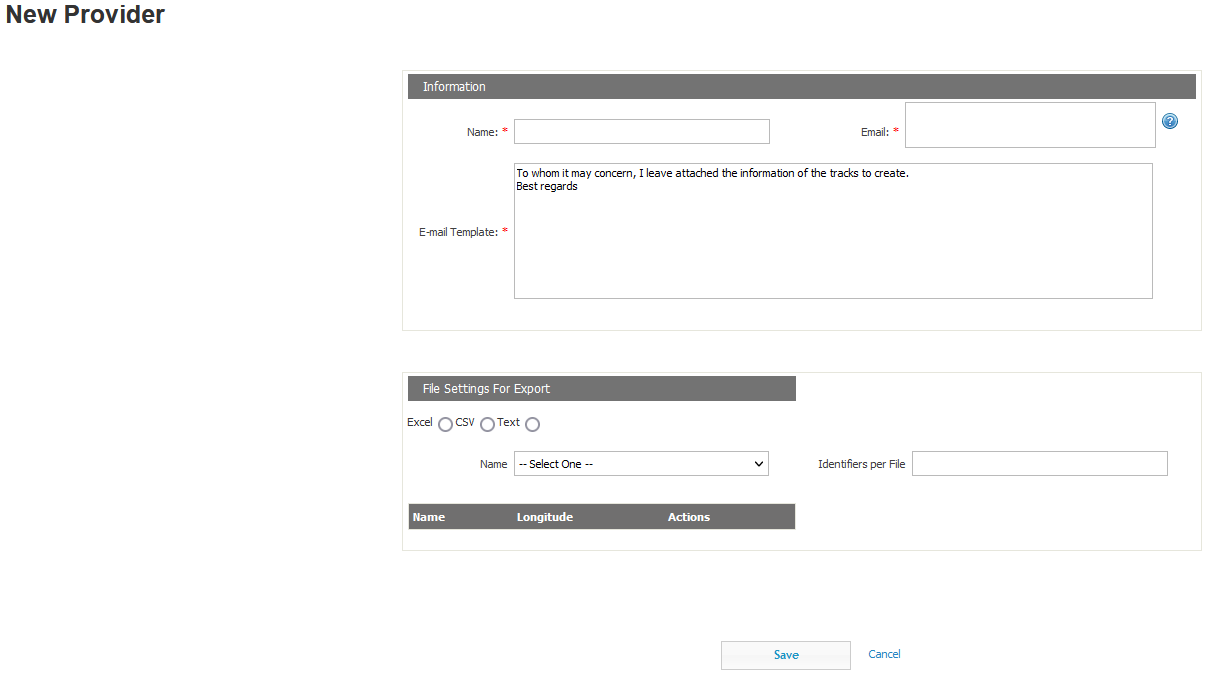 New Provider
Information
Name: *
Email: *
?
To whom it may concern, I leave attached the information of the tracks to create.
Best regards
E-mail Template: *
File Settings For Export
Excel CSV Text
Name -- Select One -- Identifiers per File
Name Longitude Actions
Save Cancel